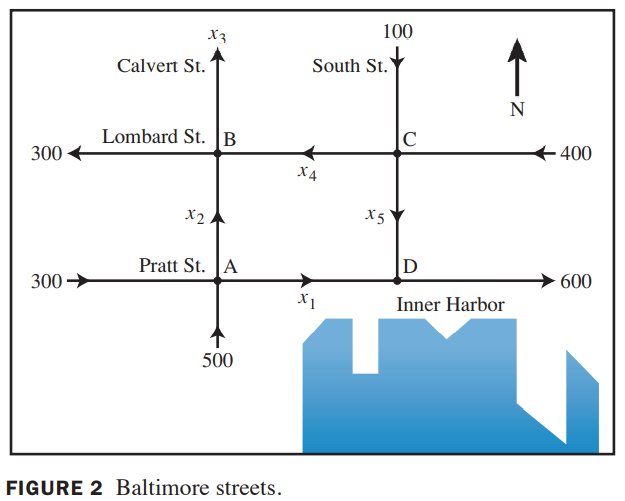 x3
100
Calvert St.
South St.
N
Lombard St.
B
C
300
400
x4
x2
x5
Pratt St.
A
D
300
600
x1
Inner Harbor
500
FIGURE 2 Baltimore streets.